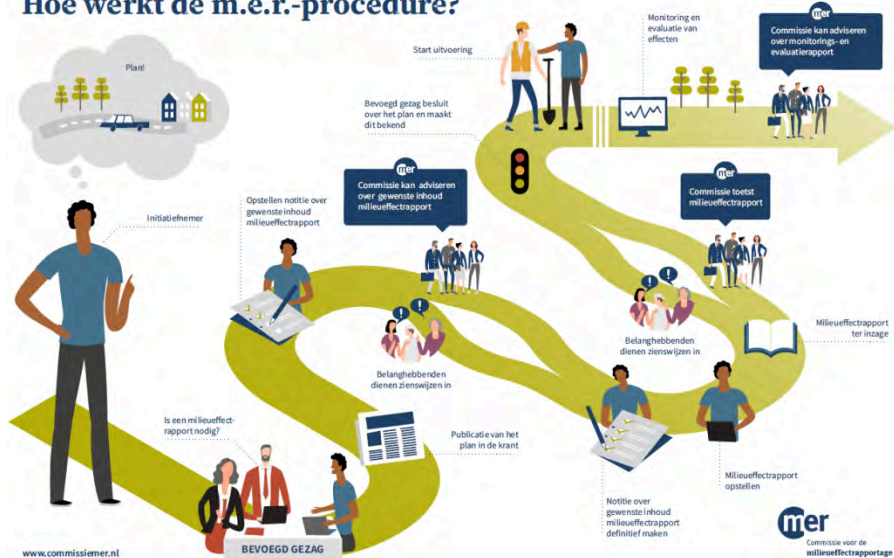 Hoe werkt de m.e.r.-procedure?
Plan!
Initiatiefnemer
Is een milieueffect-
rapport nodig?
BEVOEGD GEZAG
Publicatie van het
plan in de krant
Opstellen notitie over
gewenste inhoud
milieueffectrapport
mer
Commissie kan adviseren
over gewenste inhoud
milieueffectrapport
Belanghebbenden
dienen zienswijzen in
Notitie over
gewenste inhoud
milieueffectrapport
definitief maken
Milieueffectrapport
opstellen
Milieueffectrapport
ter inzage
mer
Commissie toetst
milieueffectrapport
Belanghebbenden
dienen zienswijzen in
Bevoegd gezag besluit
over het plan en maakt
dit bekend
Start uitvoering
Monitoring en
evaluatie van
effecten
mer
Commissie kan adviseren
over monitorings- en
evaluatierapport
www.commissiemer.nl
mer
Commissie voor de
milieueffectrapportage